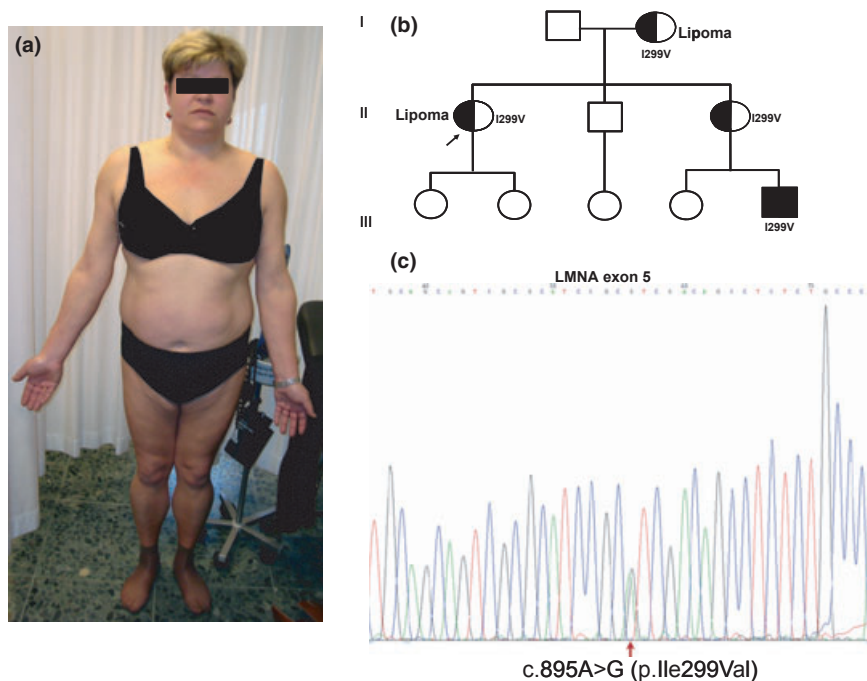 (a)
I
(b)
Lipoma
I299V
II
Lipoma
I299V
I299V
III
I299V
(c)
LMNA exon 5
c.895A>G (p.Ile299Val)